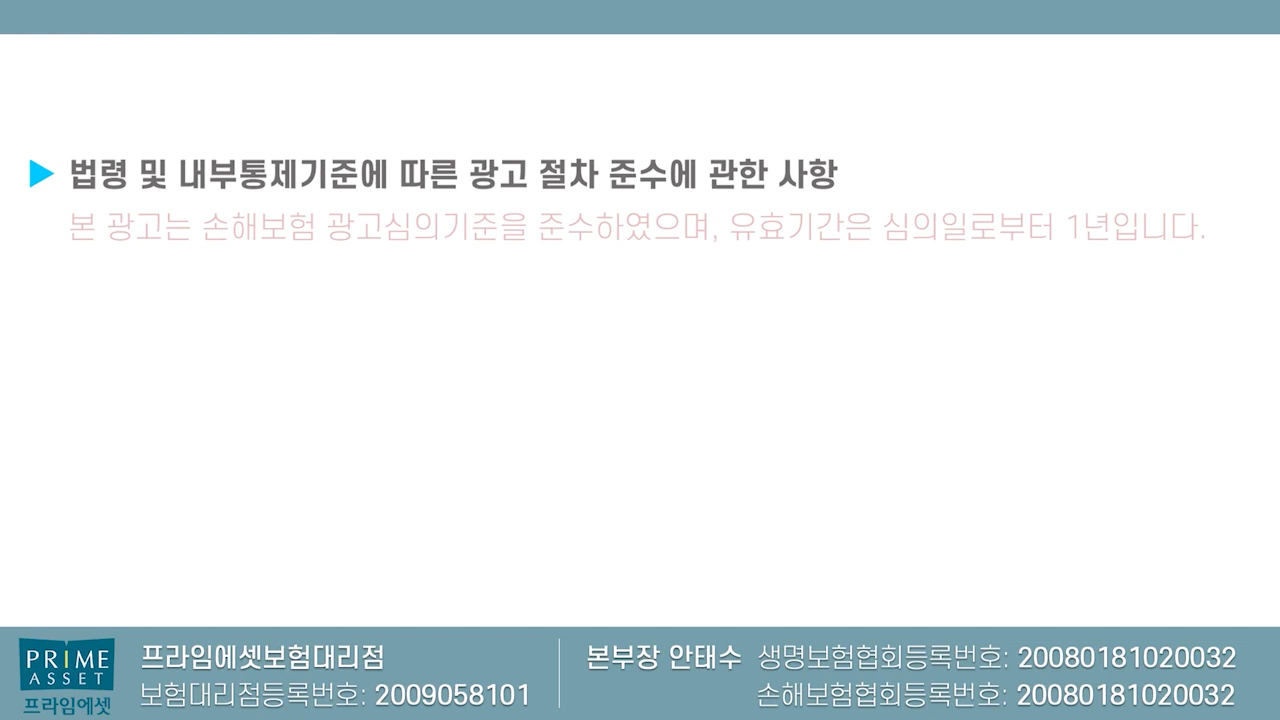 ▶ 법령 및 내부통제기준에 따른 광고 절차 준수에 관한 사항
본 광고는 손해보험 광고심의기준을 준수하였으며, 유효기간은 심의일로부터 1년입니다.
PRIME
ASSET
프라임에셋
프라임에셋보험대리점
보험대리점등록번호: 2009058101
본부장 안태수 생명보험협회등록번호: 20080181020032
손해보험협회등록번호: 20080181020032